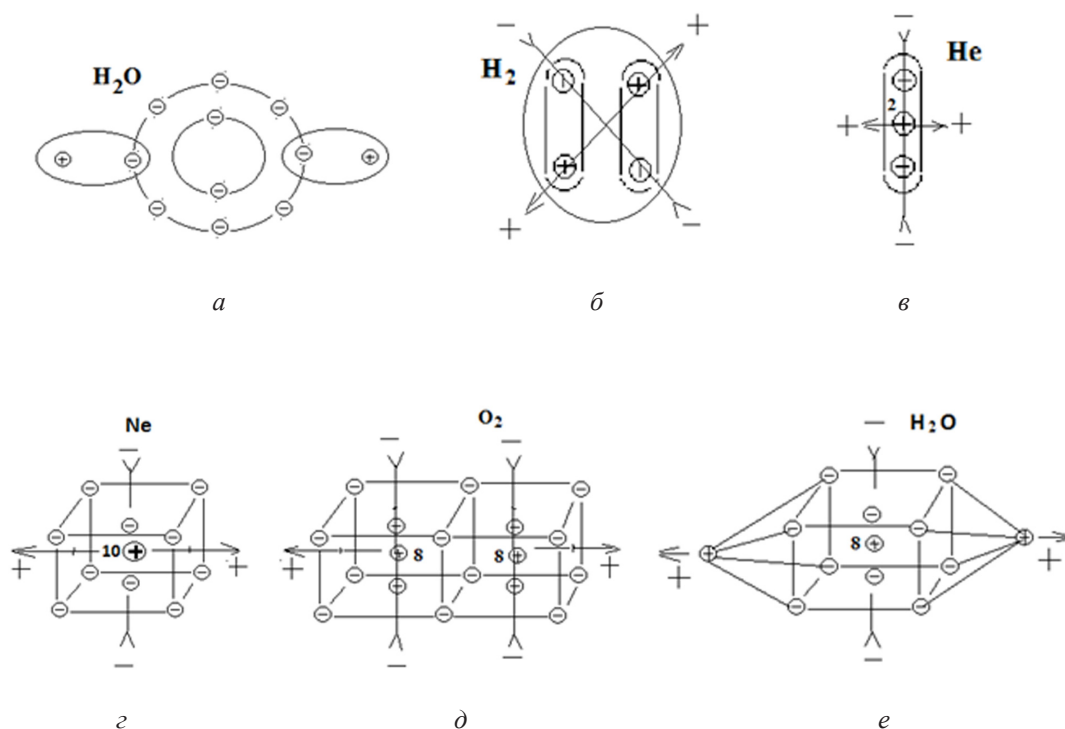 H₂O H₂ He
− + − +
+ 2 +
− −
а б в
Ne O₂ H₂O
− − − −
10 8 8 8
+ + + + + +
− − − −
г д е